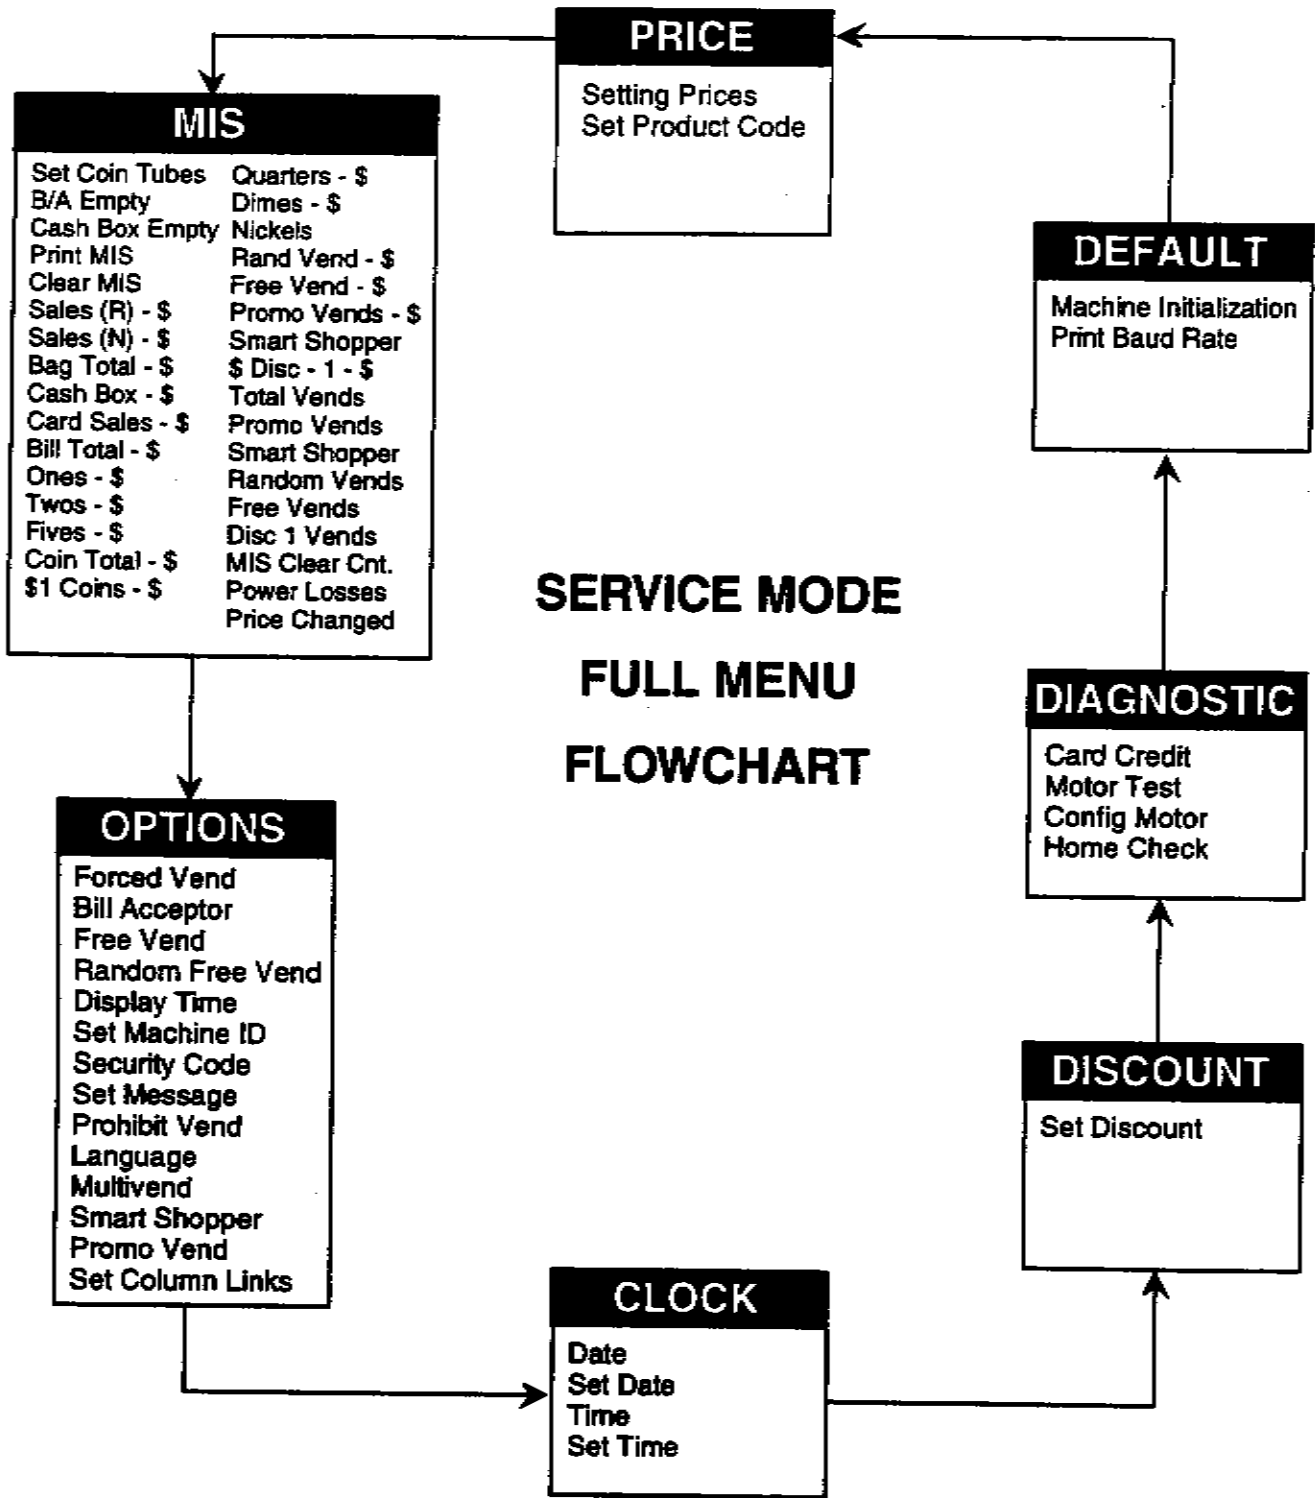 PRICE
Setting Prices
Set Product Code
MIS
Set Coin Tubes
B/A Empty
Cash Box Empty
Print MIS
Clear MIS
Sales (R) - $
Sales (N) - $
Bag Total - $
Cash Box - $
Card Sales - $
Bill Total - $
Ones - $
Twos - $
Fives - $
Coin Total - $
$1 Coins - $
Quarters - $
Dimes - $
Nickels
Rand Vend - $
Free Vend - $
Promo Vends - $
Smart Shopper
$ Disc - 1 - $
Total Vends
Promo Vends
Smart Shopper
Random Vends
Free Vends
Disc 1 Vends
MIS Clear Cnt.
Power Losses
Price Changed
OPTIONS
Forced Vend
Bill Acceptor
Free Vend
Random Free Vend
Display Time
Set Machine ID
Security Code
Set Message
Prohibit Vend
Language
Multivend
Smart Shopper
Promo Vend
Set Column Links
CLOCK
Date
Set Date
Time
Set Time
DISCOUNT
Set Discount
DIAGNOSTIC
Card Credit
Motor Test
Config Motor
Home Check
DEFAULT
Machine Initialization
Print Baud Rate
SERVICE MODE
FULL MENU
FLOWCHART